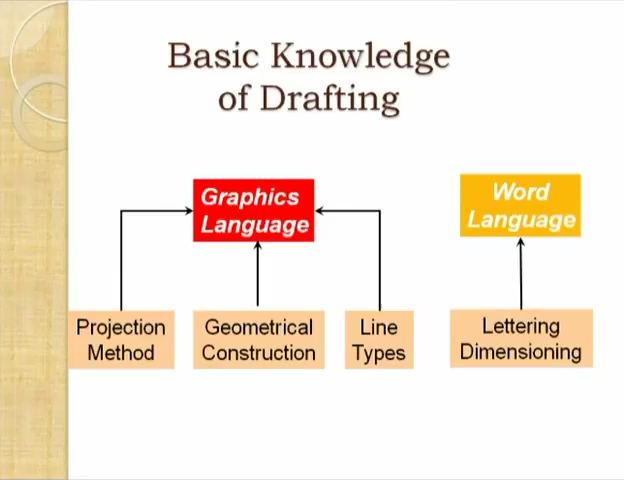 Basic Knowledge
of Drafting
Graphics
Language
Word
Language
Projection
Method
Geometrical
Construction
Line
Types
Lettering
Dimensioning